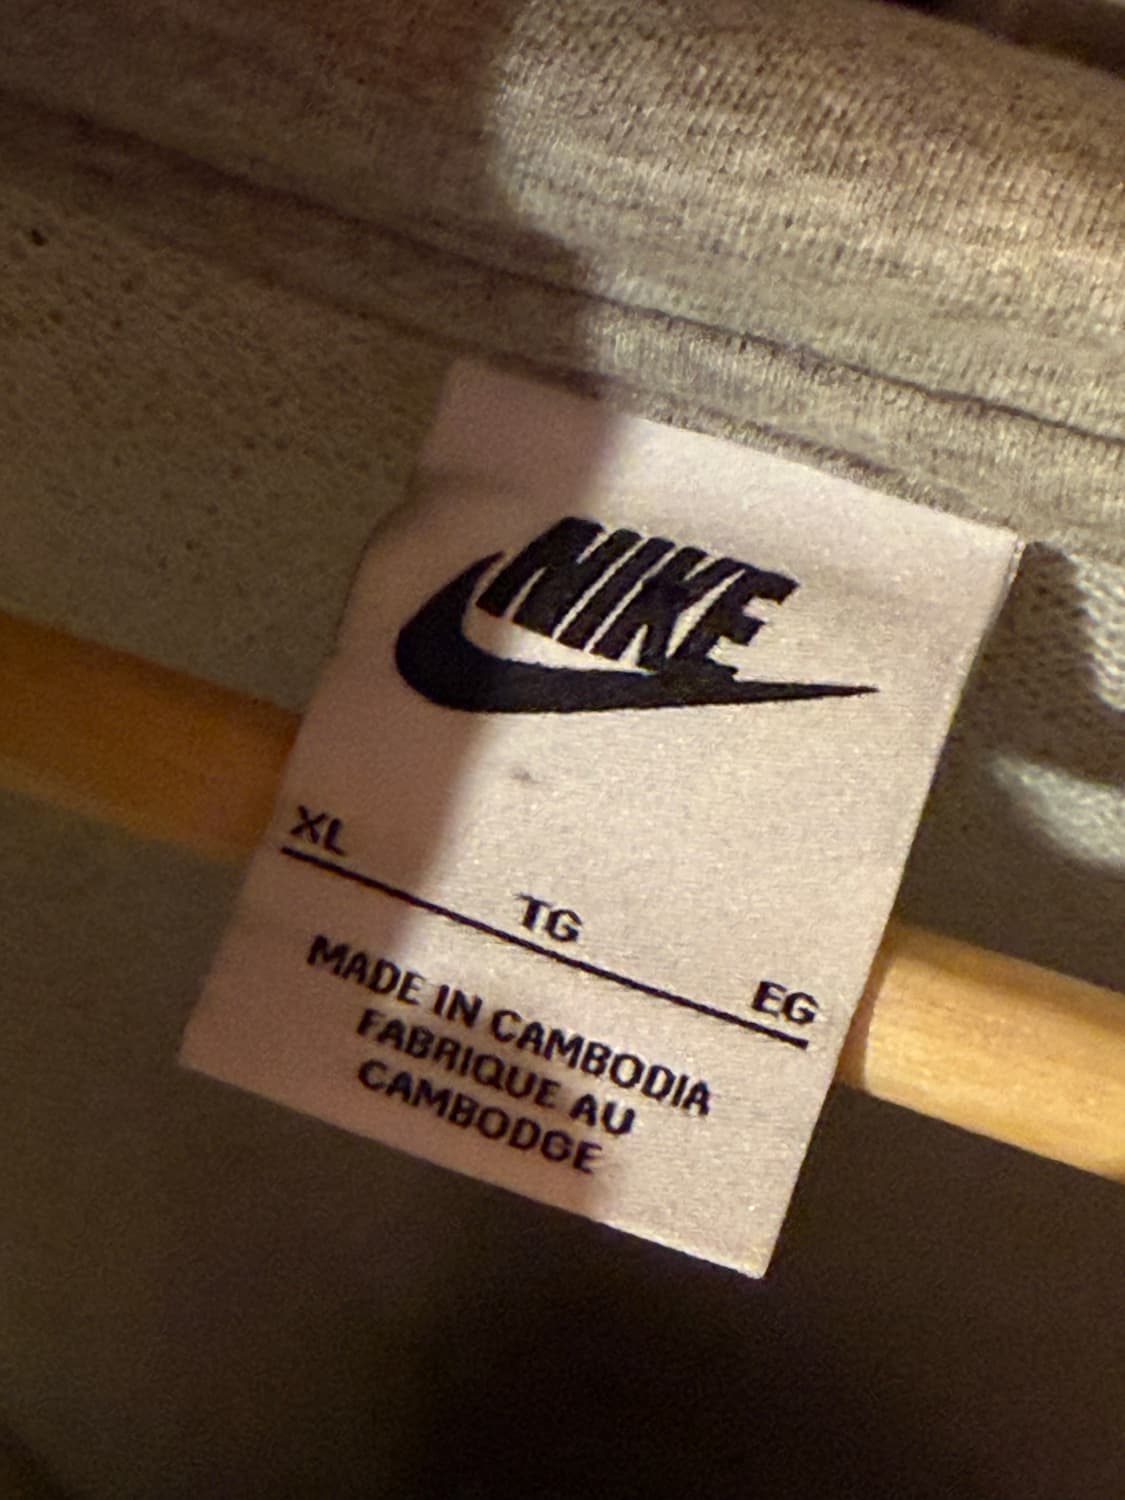 NIKE
XL TG EG
MADE IN CAMBODIA
FABRIQUE AU
CAMBODGE